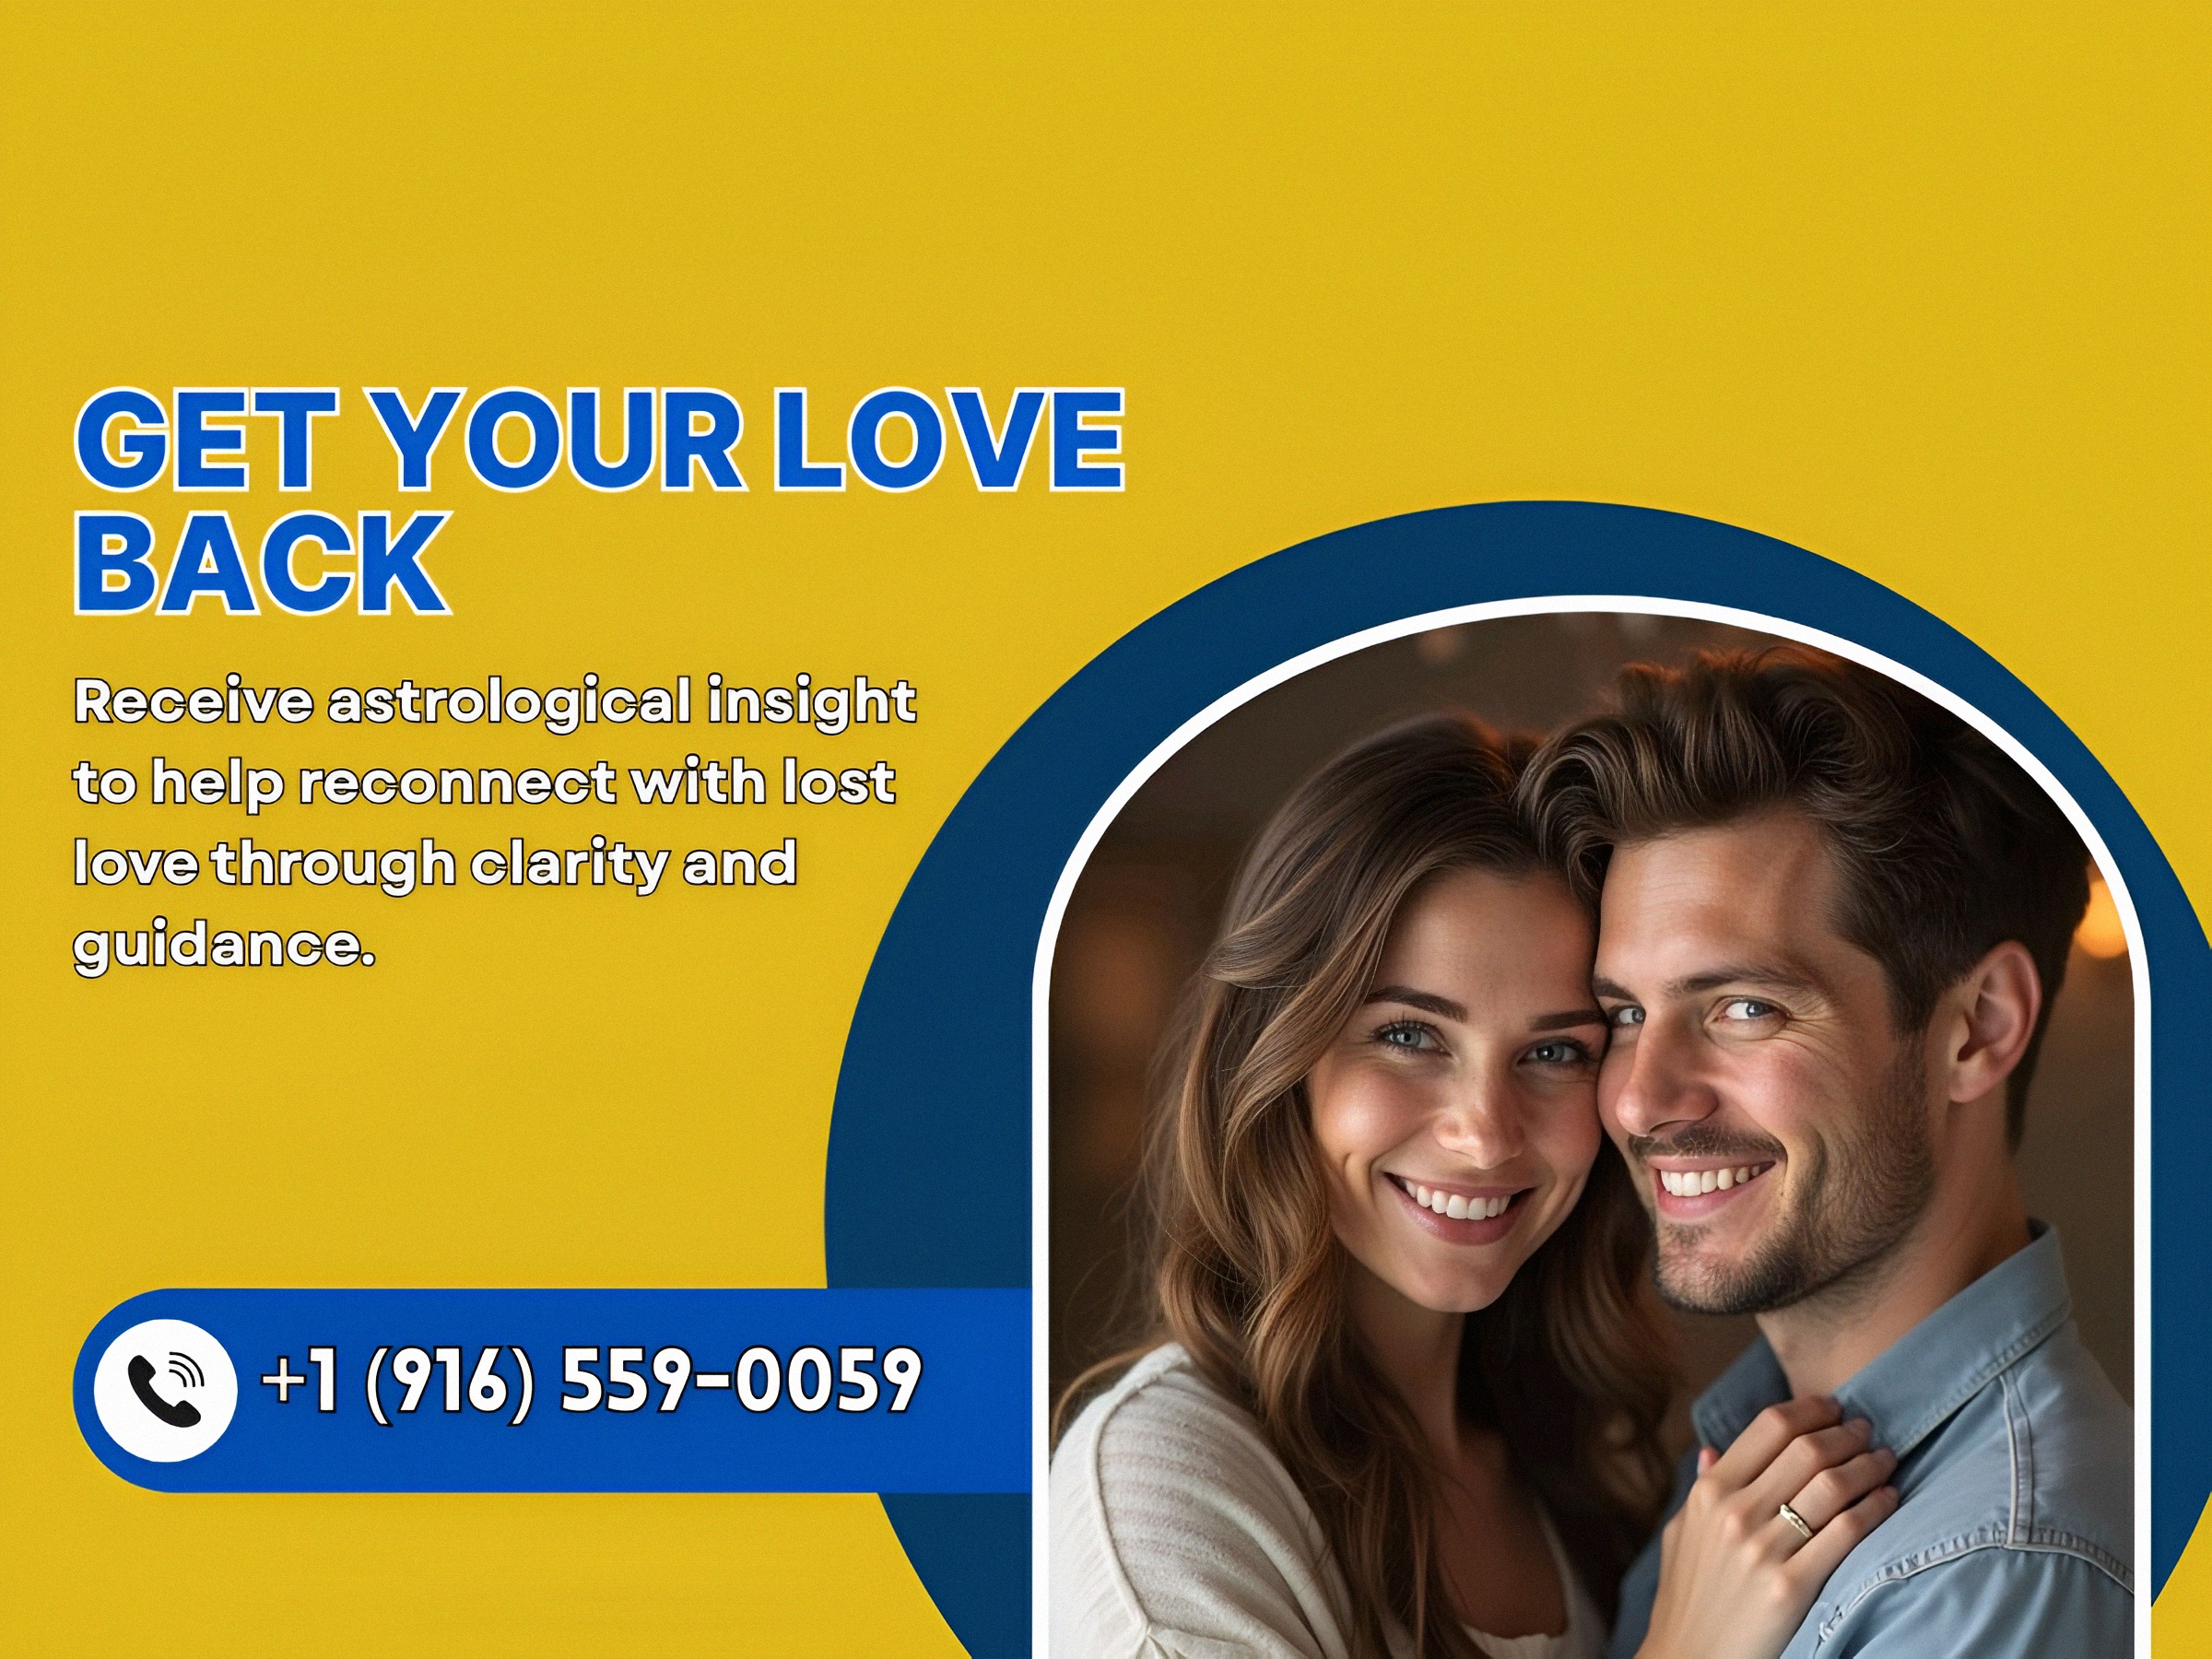 GET YOUR LOVE
BACK
Receive astrological insight
to help reconnect with lost
love through clarity and
guidance.
+1 (916) 559-0059